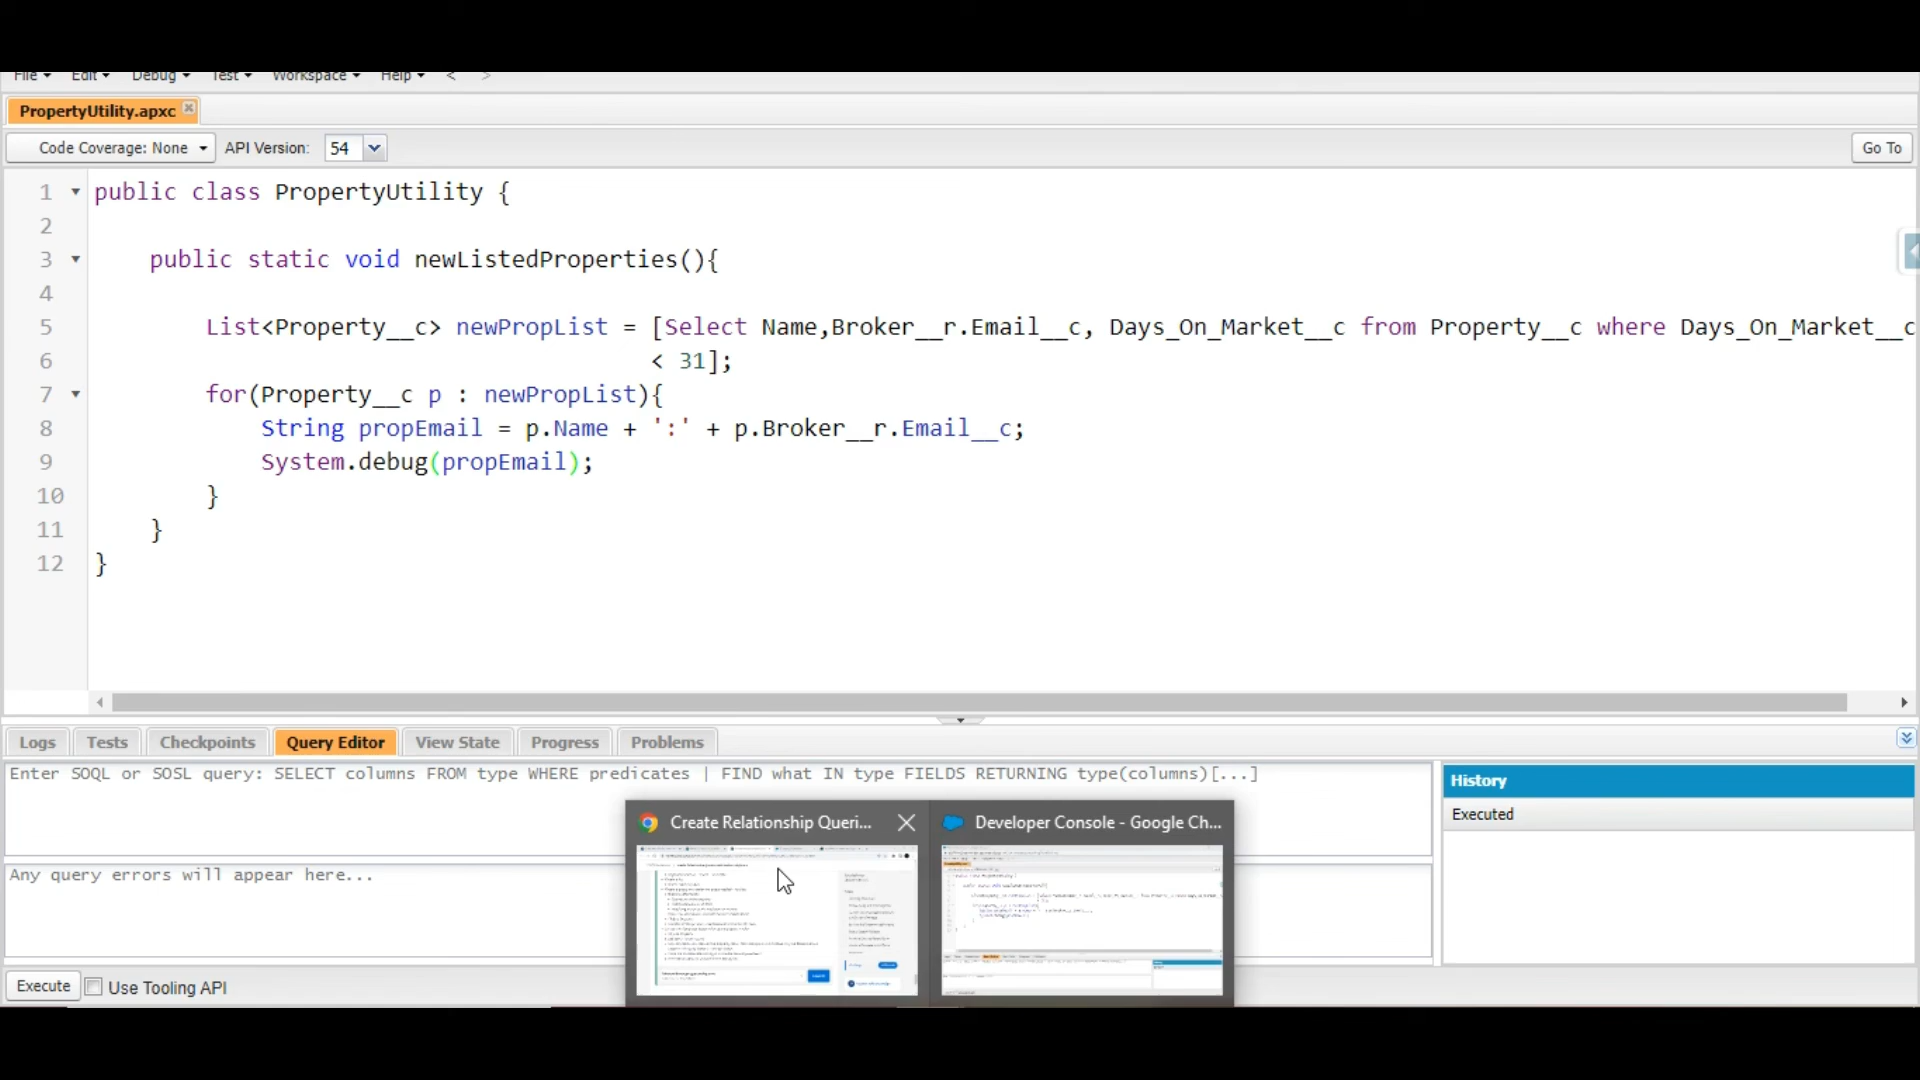 File Edit Debug Test Workspace Help < >
PropertyUtility.apxc
Code Coverage: None API Version: 54 Go To
1 public class PropertyUtility {
2
3 public static void newListedProperties(){
4
5 List<Property__c> newPropList = [Select Name,Broker__r.Email__c, Days_On_Market__c from Property__c where Days_On_Market__c
6 < 31];
7 for(Property__c p : newPropList){
8 String propEmail = p.Name + ':' + p.Broker__r.Email__c;
9 System.debug(propEmail);
10 }
11 }
12 }
Logs Tests Checkpoints Query Editor View State Progress Problems
Enter SOQL or SOSL query: SELECT columns FROM type WHERE predicates | FIND what IN type FIELDS RETURNING type(columns)[...]
History
Executed
Create Relationship Queri... Developer Console - Google Ch...
Any query errors will appear here...
Execute Use Tooling API